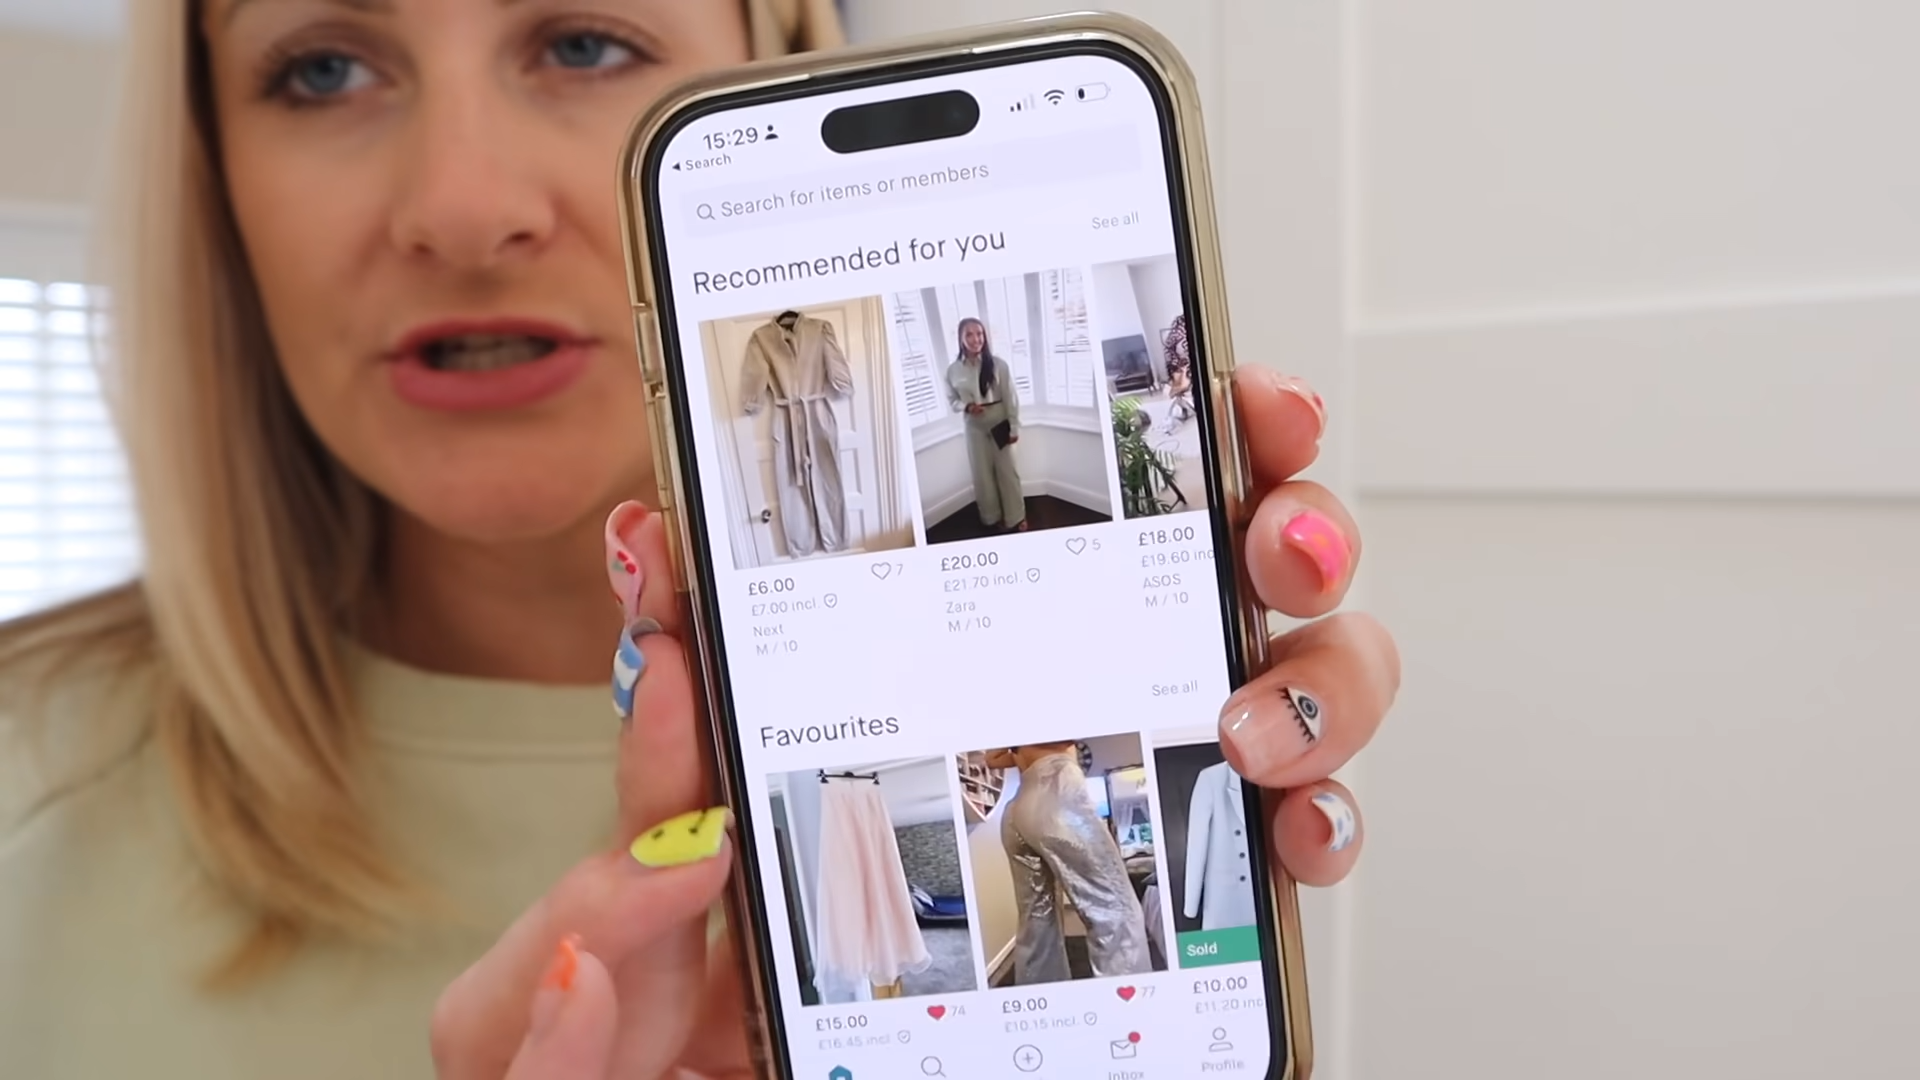 15:29
Search
Search for items or members
Recommended for you
See all
£6.00
7
£7.00 incl.
Next
M / 10
£20.00
5
£21.70 incl.
Zara
M / 10
£18.00
£19.60 inc
ASOS
M / 10
Favourites
See all
Sold
£15.00
74
£16.45 incl.
£9.00
77
£10.15 incl.
£10.00
£11.20 inc
Inbox
Profile